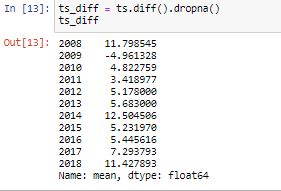 In [13]: ts_diff = ts.diff().dropna()
ts_diff
Out[13]: 2008 11.798545
2009 -4.961328
2010 4.822759
2011 3.418977
2012 5.178000
2013 5.683000
2014 12.504506
2015 5.231970
2016 5.445616
2017 7.293793
2018 11.427893
Name: mean, dtype: float64